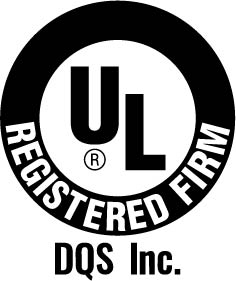 UL
®
REGISTERED FIRM
DQS Inc.